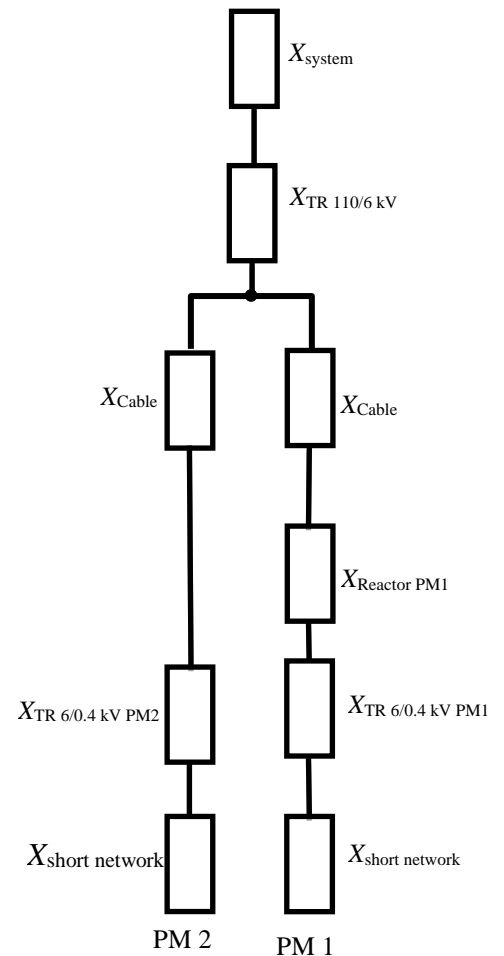 Xsystem
XTR 110/6 kV
XCable
XCable
XReactor PM1
XTR 6/0.4 kV PM2
XTR 6/0.4 kV PM1
Xshort network
Xshort network
PM 2
PM 1